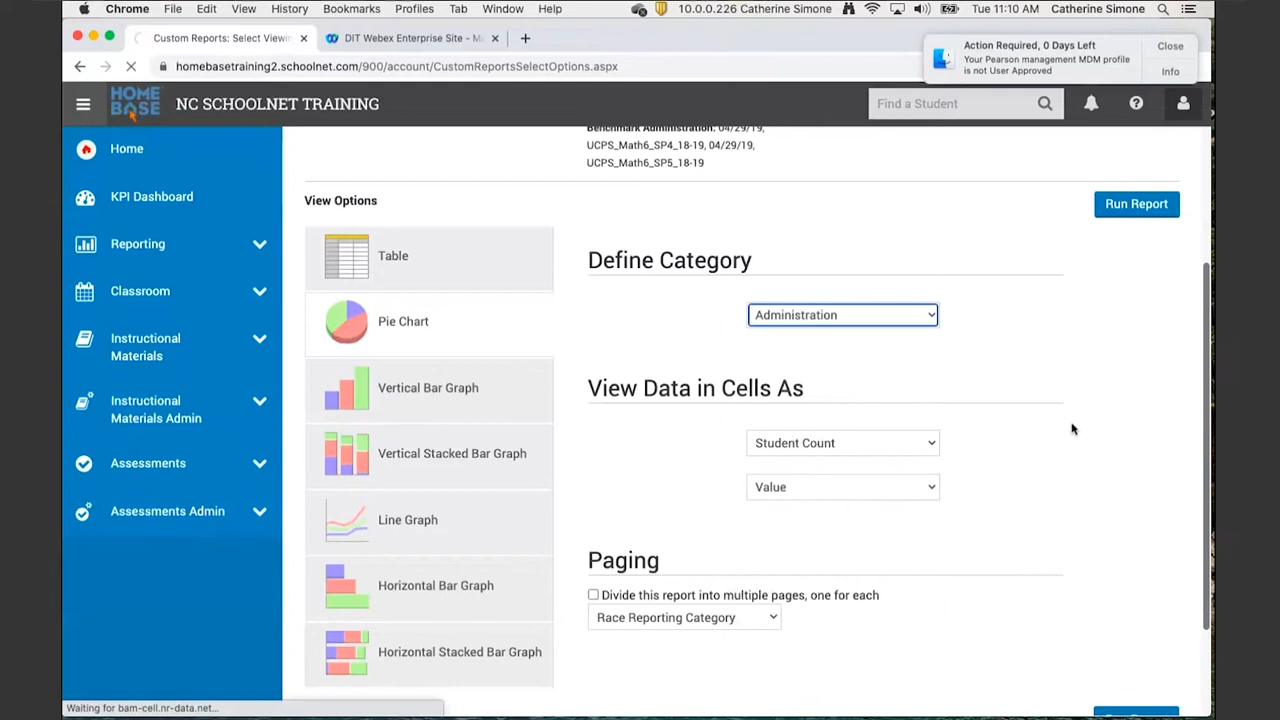 Chrome File Edit View History Bookmarks Profiles Tab Window Help 10.0.0.226 Catherine Simone Tue 11:10 AM Catherine Simone
Custom Reports: Select Viewin
DIT Webex Enterprise Site - M
Action Required, 0 Days Left
Your Pearson management MDM profile
is not User Approved
Close
Info
homebasetraining2.schoolnet.com/900/account/CustomReportsSelectOptions.aspx
HOME
BASE
NC SCHOOLNET TRAINING
Find a Student
Home
KPI Dashboard
Reporting
Classroom
Instructional
Materials
Instructional
Materials Admin
Assessments
Assessments Admin
Benchmark Administration: 04/29/19,
UCPS_Math6_SP4_18-19, 04/29/19,
UCPS_Math6_SP5_18-19
View Options
Run Report
Table
Pie Chart
Vertical Bar Graph
Vertical Stacked Bar Graph
Line Graph
Horizontal Bar Graph
Horizontal Stacked Bar Graph
Define Category
Administration
View Data in Cells As
Student Count
Value
Paging
Divide this report into multiple pages, one for each
Race Reporting Category
Waiting for bam-cell.nr-data.net...